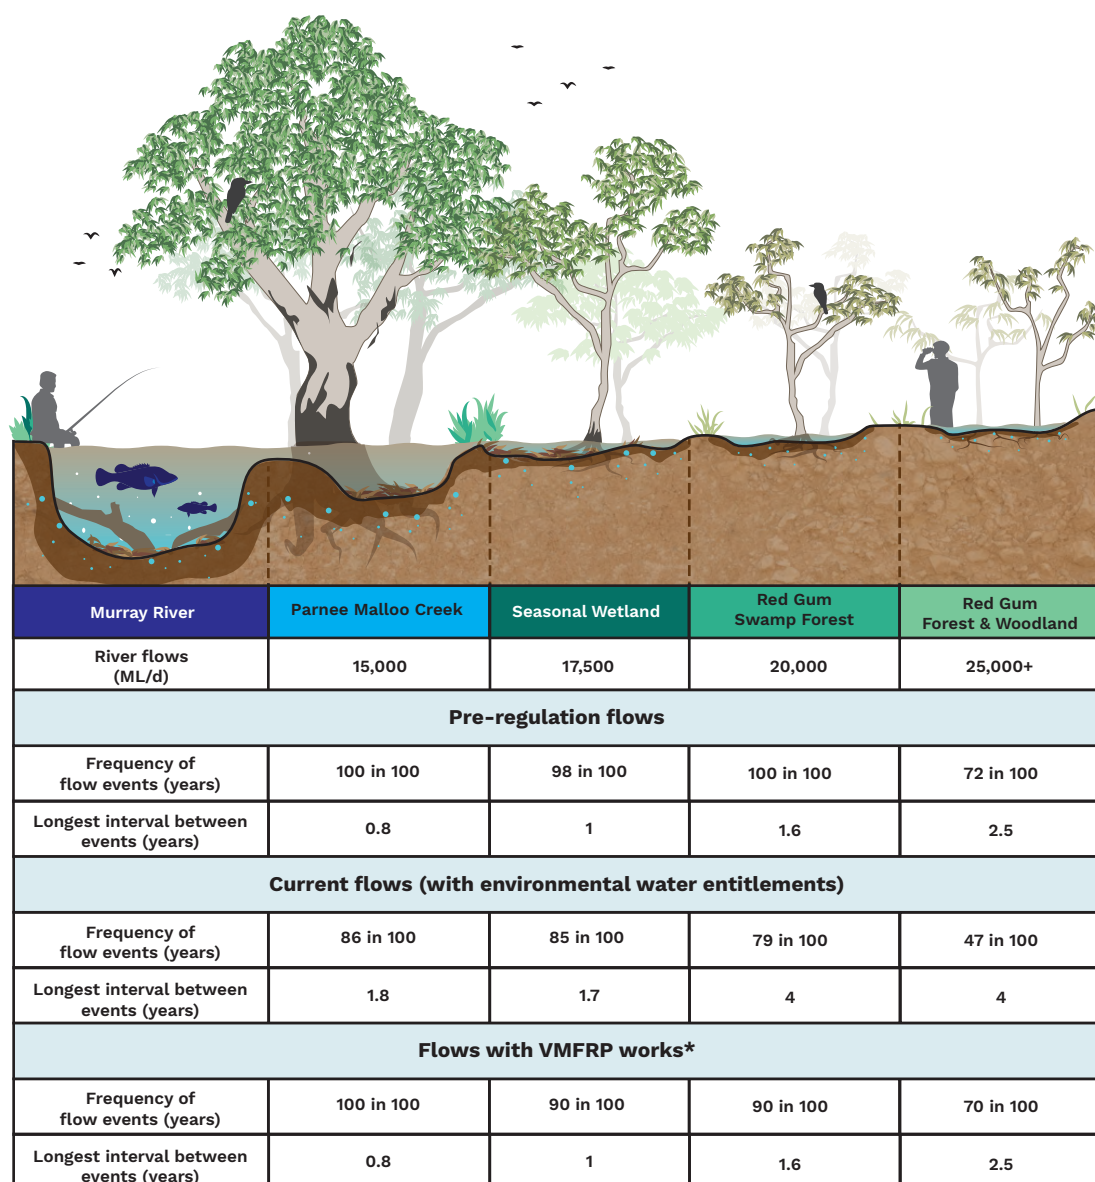 Murray River
Parnee Malloo Creek
Seasonal Wetland
Red Gum
Swamp Forest
Red Gum
Forest & Woodland
River flows
(ML/d)
15,000
17,500
20,000
25,000+
Pre-regulation flows
Frequency of
flow events (years)
100 in 100
98 in 100
100 in 100
72 in 100
Longest interval between
events (years)
0.8
1
1.6
2.5
Current flows (with environmental water entitlements)
Frequency of
flow events (years)
86 in 100
85 in 100
79 in 100
47 in 100
Longest interval between
events (years)
1.8
1.7
4
4
Flows with VMFRP works*
Frequency of
flow events (years)
100 in 100
90 in 100
90 in 100
70 in 100
Longest interval between
events (years)
0.8
1
1.6
2.5